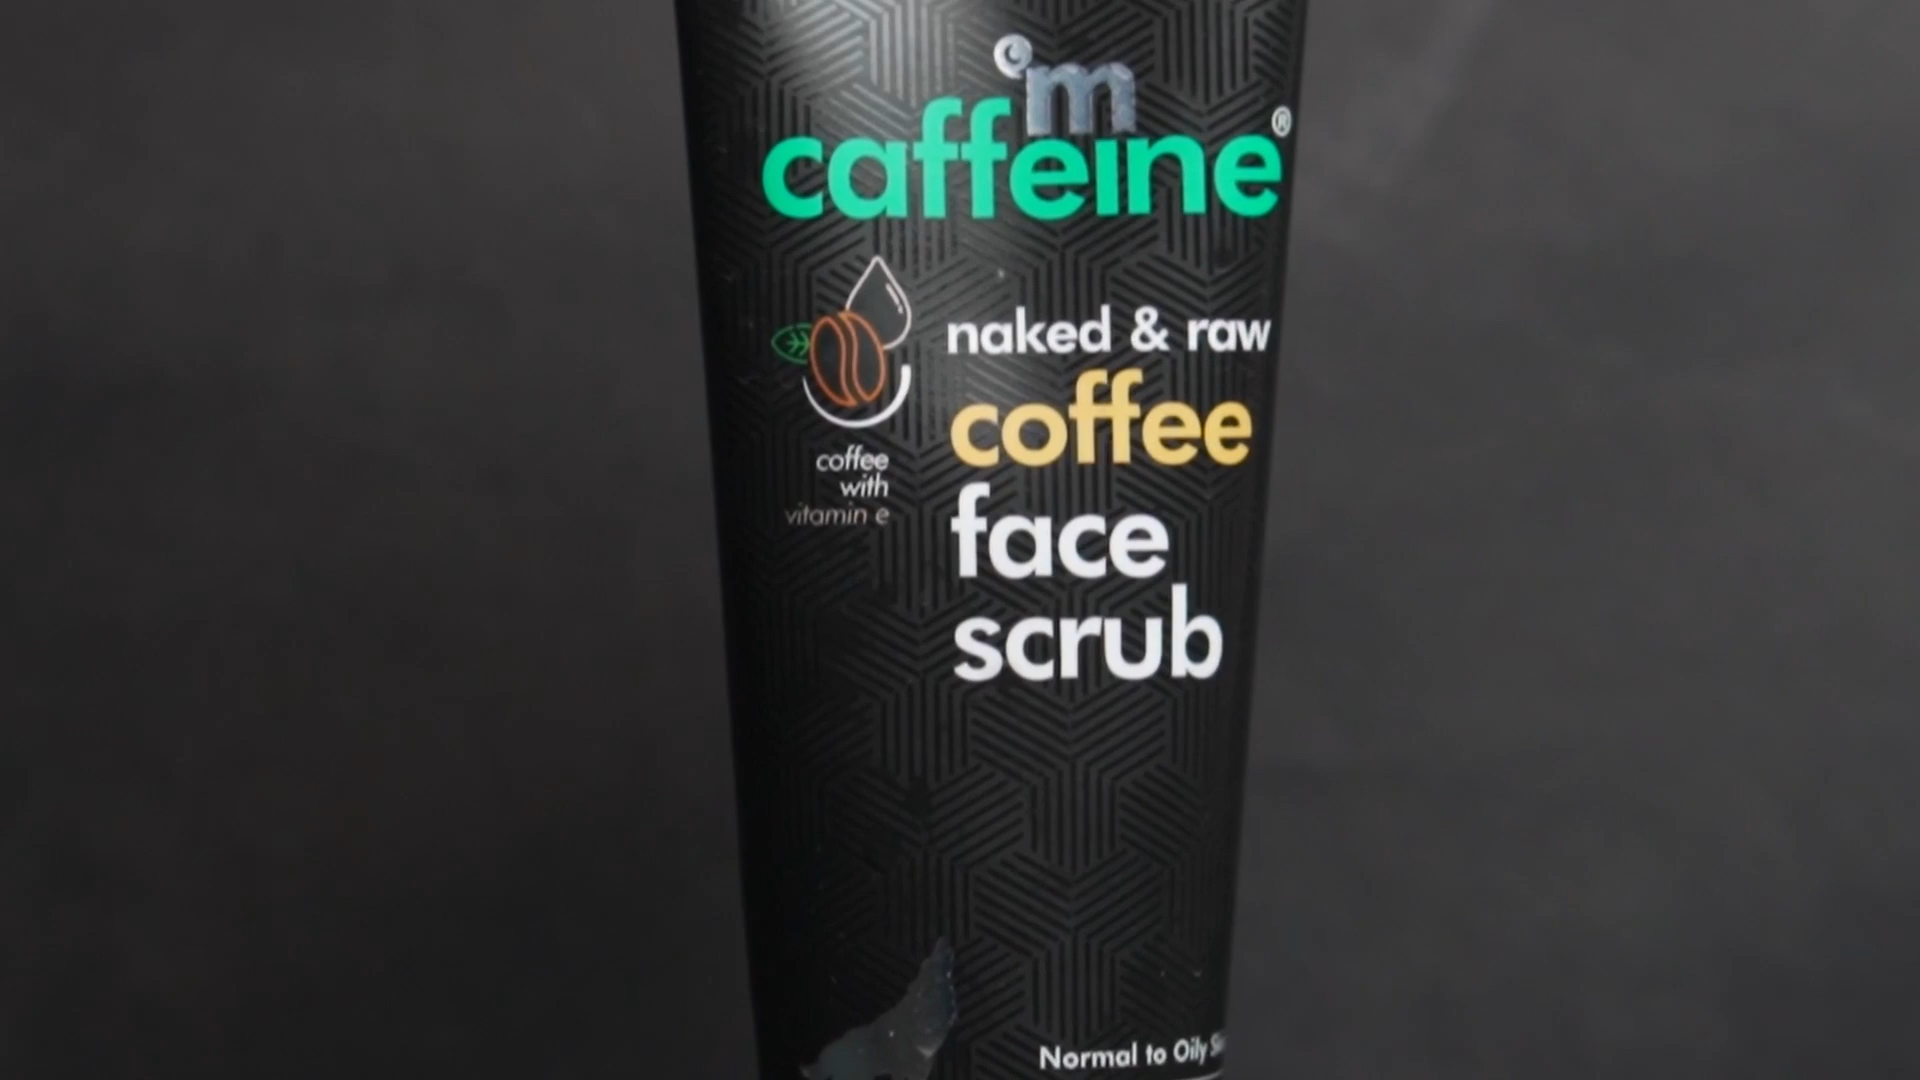 m
caffeine®
naked & raw
coffee
face
scrub
coffee
with
vitamin e
Normal to Oily